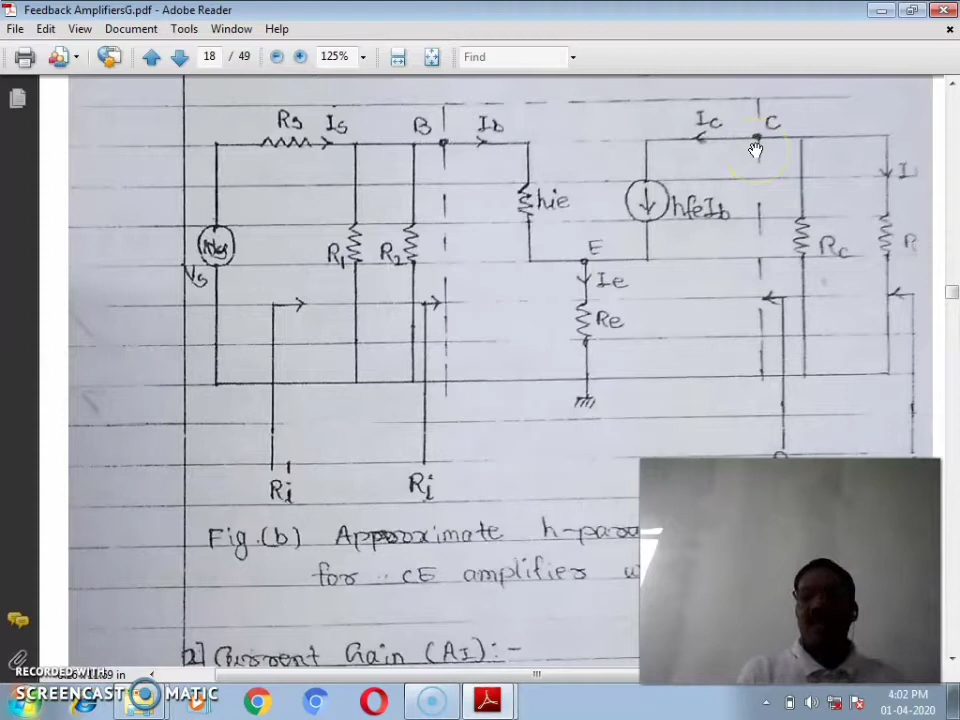 Feedback AmplifiersG.pdf - Adobe Reader
File Edit View Document Tools Window Help
18 / 49 125% Find
Rs Is B Ib Ic C
hie hfeIb
R1 R2 E Rc
Vs Ie
Re
Ri' Ri
Fig.(b) Approximate h-para
for CE amplifiers w
2] Current Gain (AI):-
RECORDED WITH
SCREENCAST MATIC
4:02 PM
01-04-2020